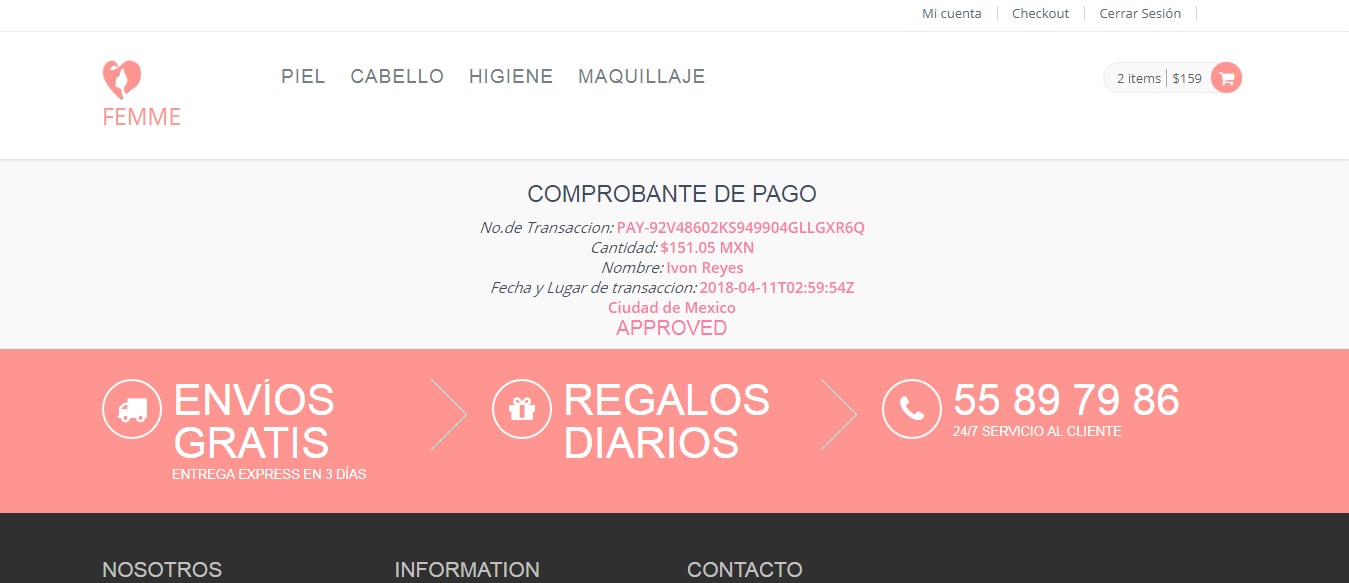 Mi cuenta Checkout Cerrar Sesión
FEMME
PIEL CABELLO HIGIENE MAQUILLAJE
2 items $159
COMPROBANTE DE PAGO
No.de Transaccion: PAY-92V48602KS949904GLLGXR6Q
Cantidad: $151.05 MXN
Nombre: Ivon Reyes
Fecha y Lugar de transaccion: 2018-04-11T02:59:54Z
Ciudad de Mexico
APPROVED
ENVÍOS
GRATIS
ENTREGA EXPRESS EN 3 DÍAS
REGALOS
DIARIOS
55 89 79 86
24/7 SERVICIO AL CLIENTE
NOSOTROS INFORMATION CONTACTO